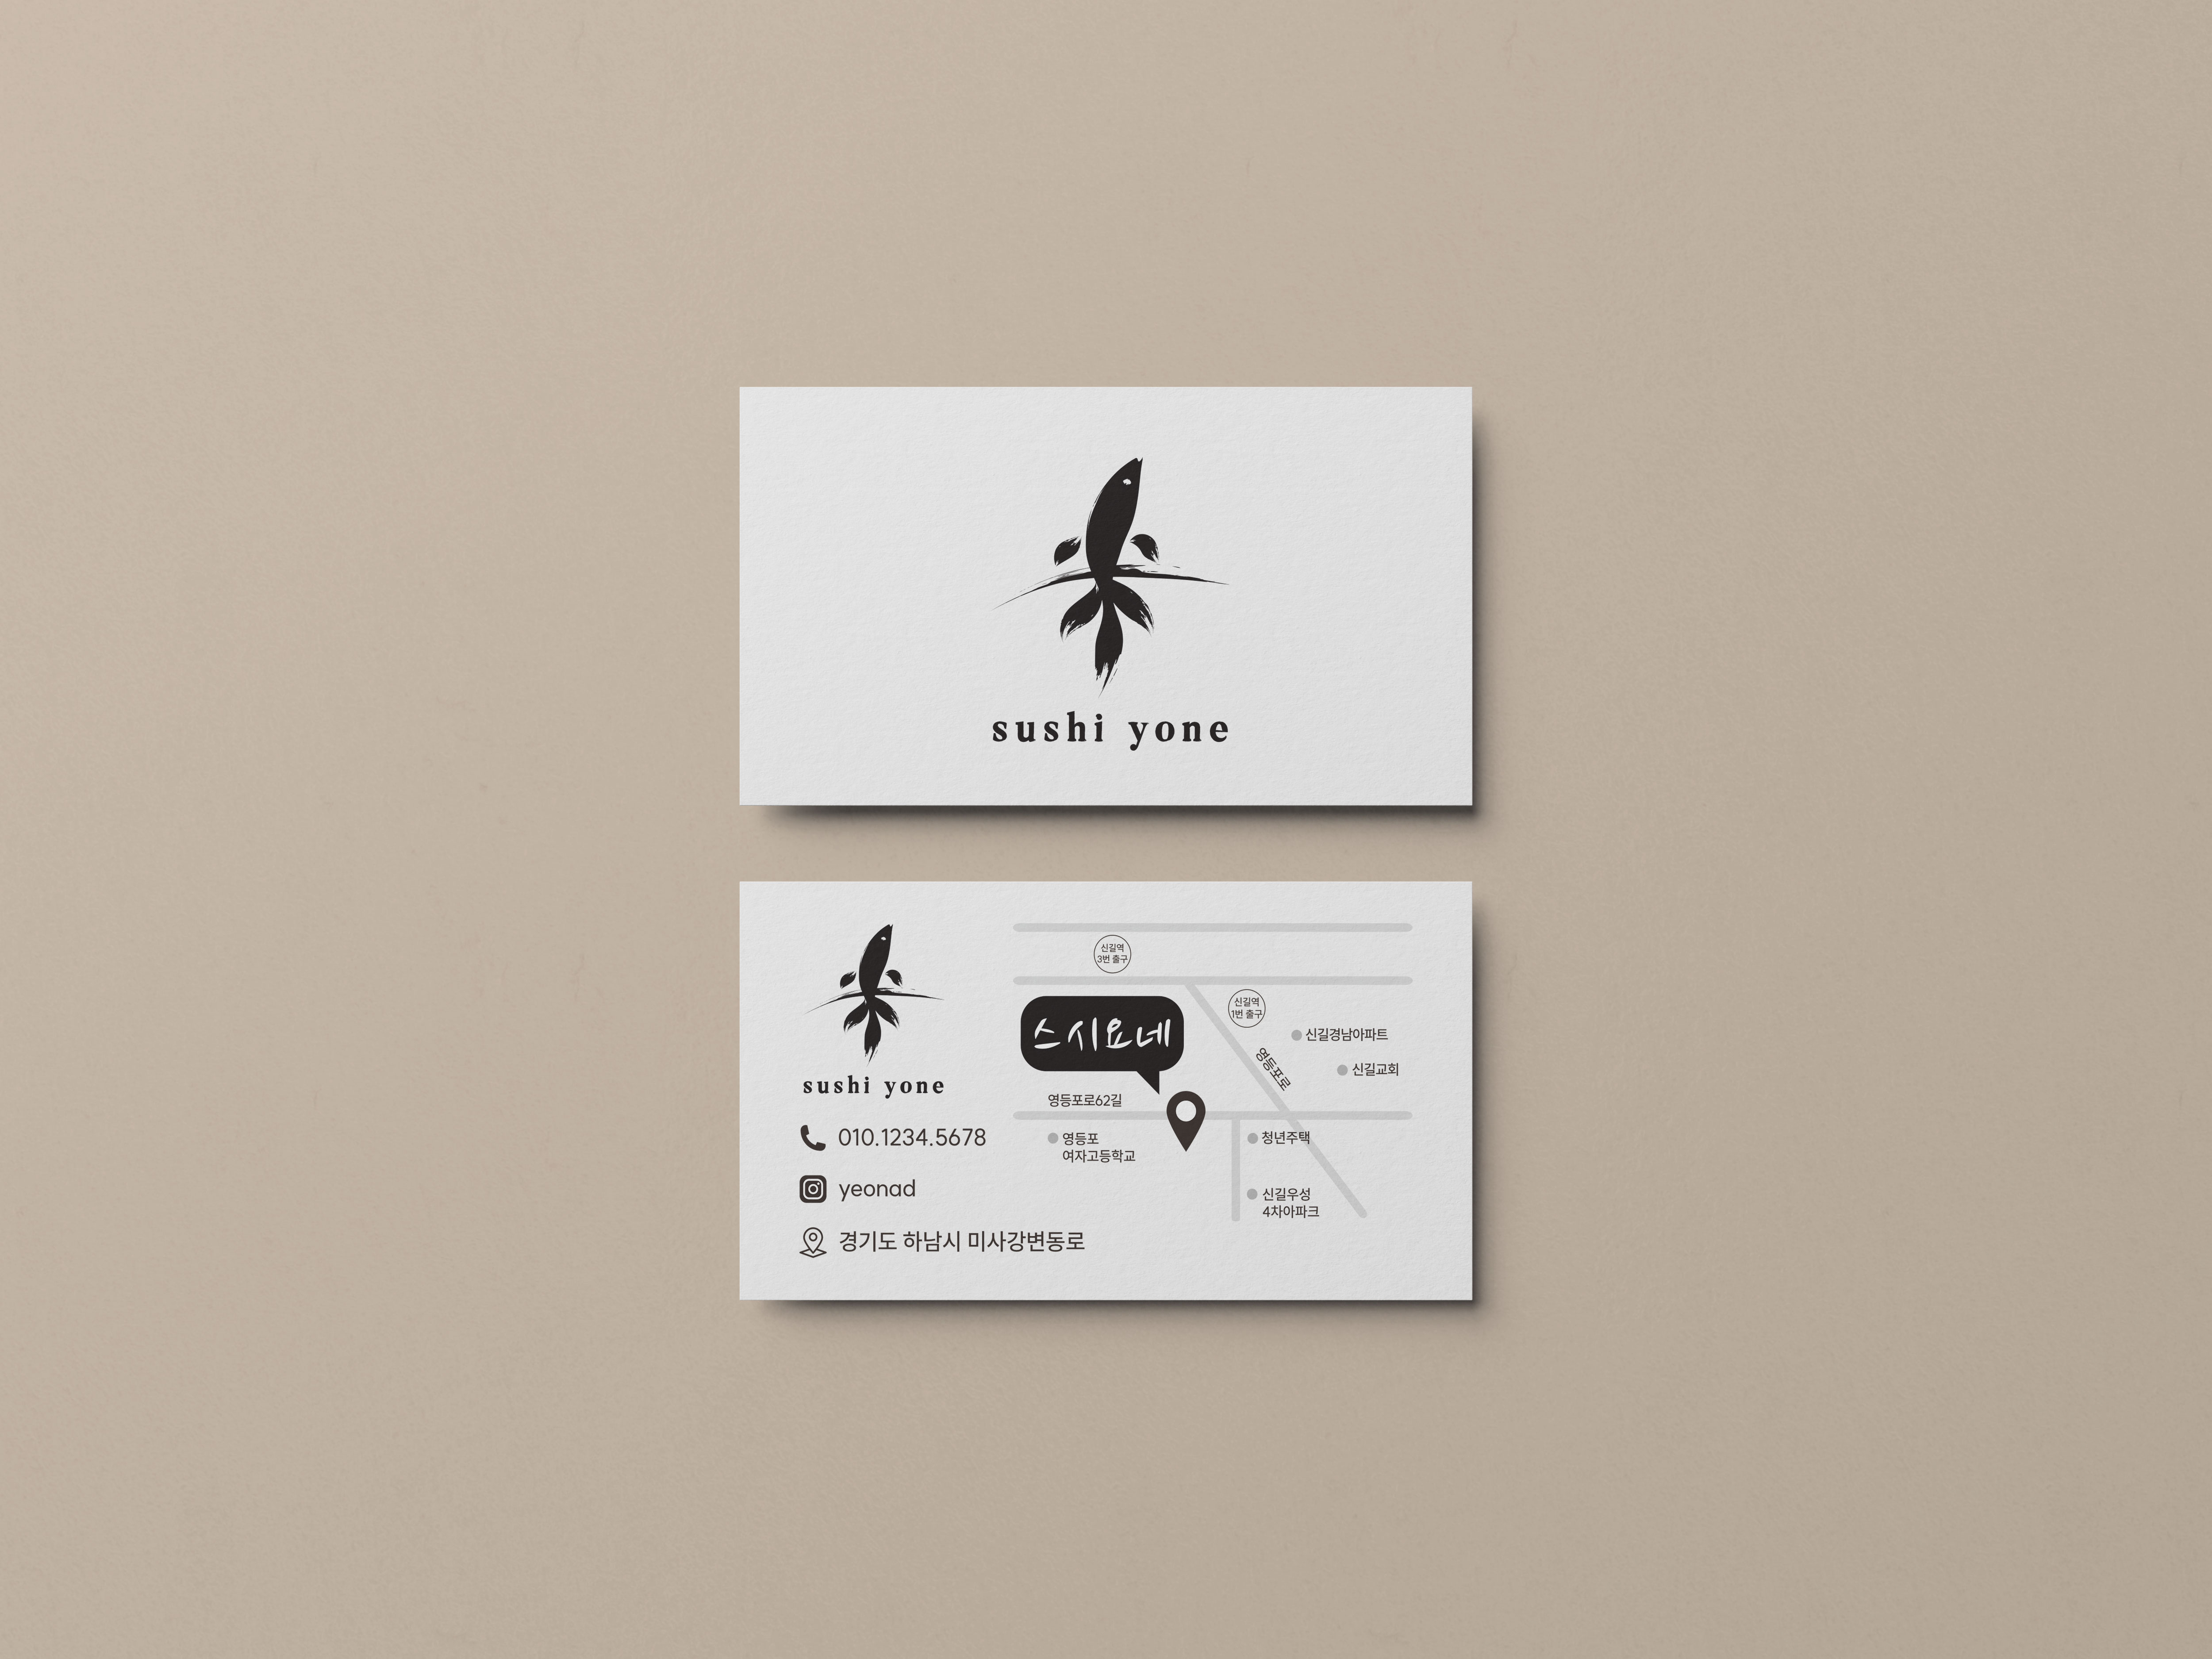 sushi yone
sushi yone
010.1234.5678
yeonad
경기도 하남시 미사강변동로
신길역
3번 출구
신길역
1번 출구
스시요네
신길경남아파트
신길교회
영등포로
영등포로62길
영등포
여자고등학교
청년주택
신길우성
4차아파크